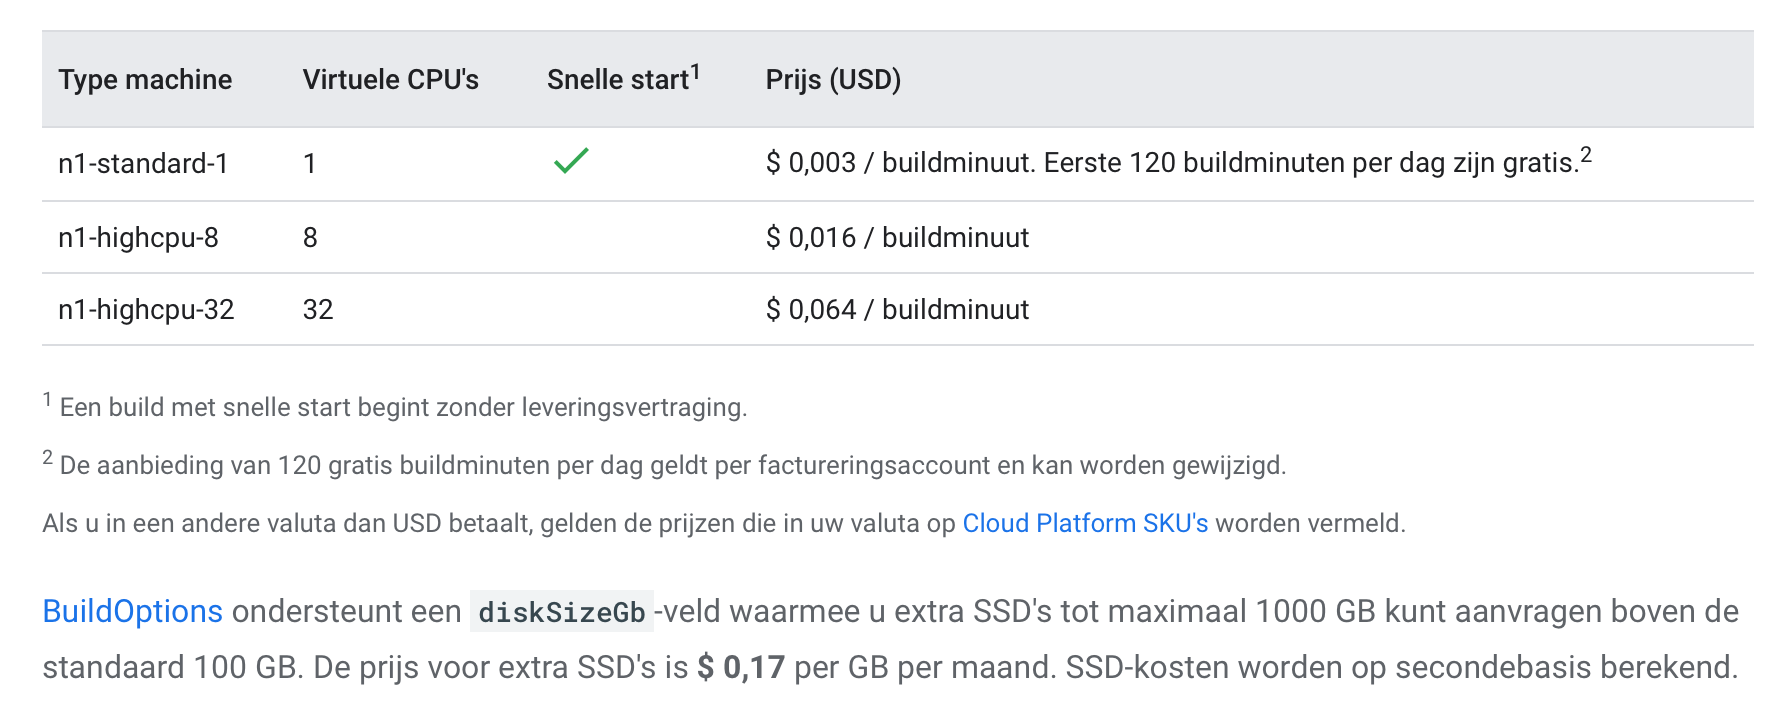 Type machine Virtuele CPU's Snelle start1 Prijs (USD)
n1-standard-1 1 ✓ $ 0,003 / buildminuut. Eerste 120 buildminuten per dag zijn gratis.2
n1-highcpu-8 8 $ 0,016 / buildminuut
n1-highcpu-32 32 $ 0,064 / buildminuut
1 Een build met snelle start begint zonder leveringsvertraging.
2 De aanbieding van 120 gratis buildminuten per dag geldt per factureringsaccount en kan worden gewijzigd.
Als u in een andere valuta dan USD betaalt, gelden de prijzen die in uw valuta op Cloud Platform SKU's worden vermeld.
BuildOptions ondersteunt een diskSizeGb-veld waarmee u extra SSD's tot maximaal 1000 GB kunt aanvragen boven de
standaard 100 GB. De prijs voor extra SSD's is $ 0,17 per GB per maand. SSD-kosten worden op secondebasis berekend.